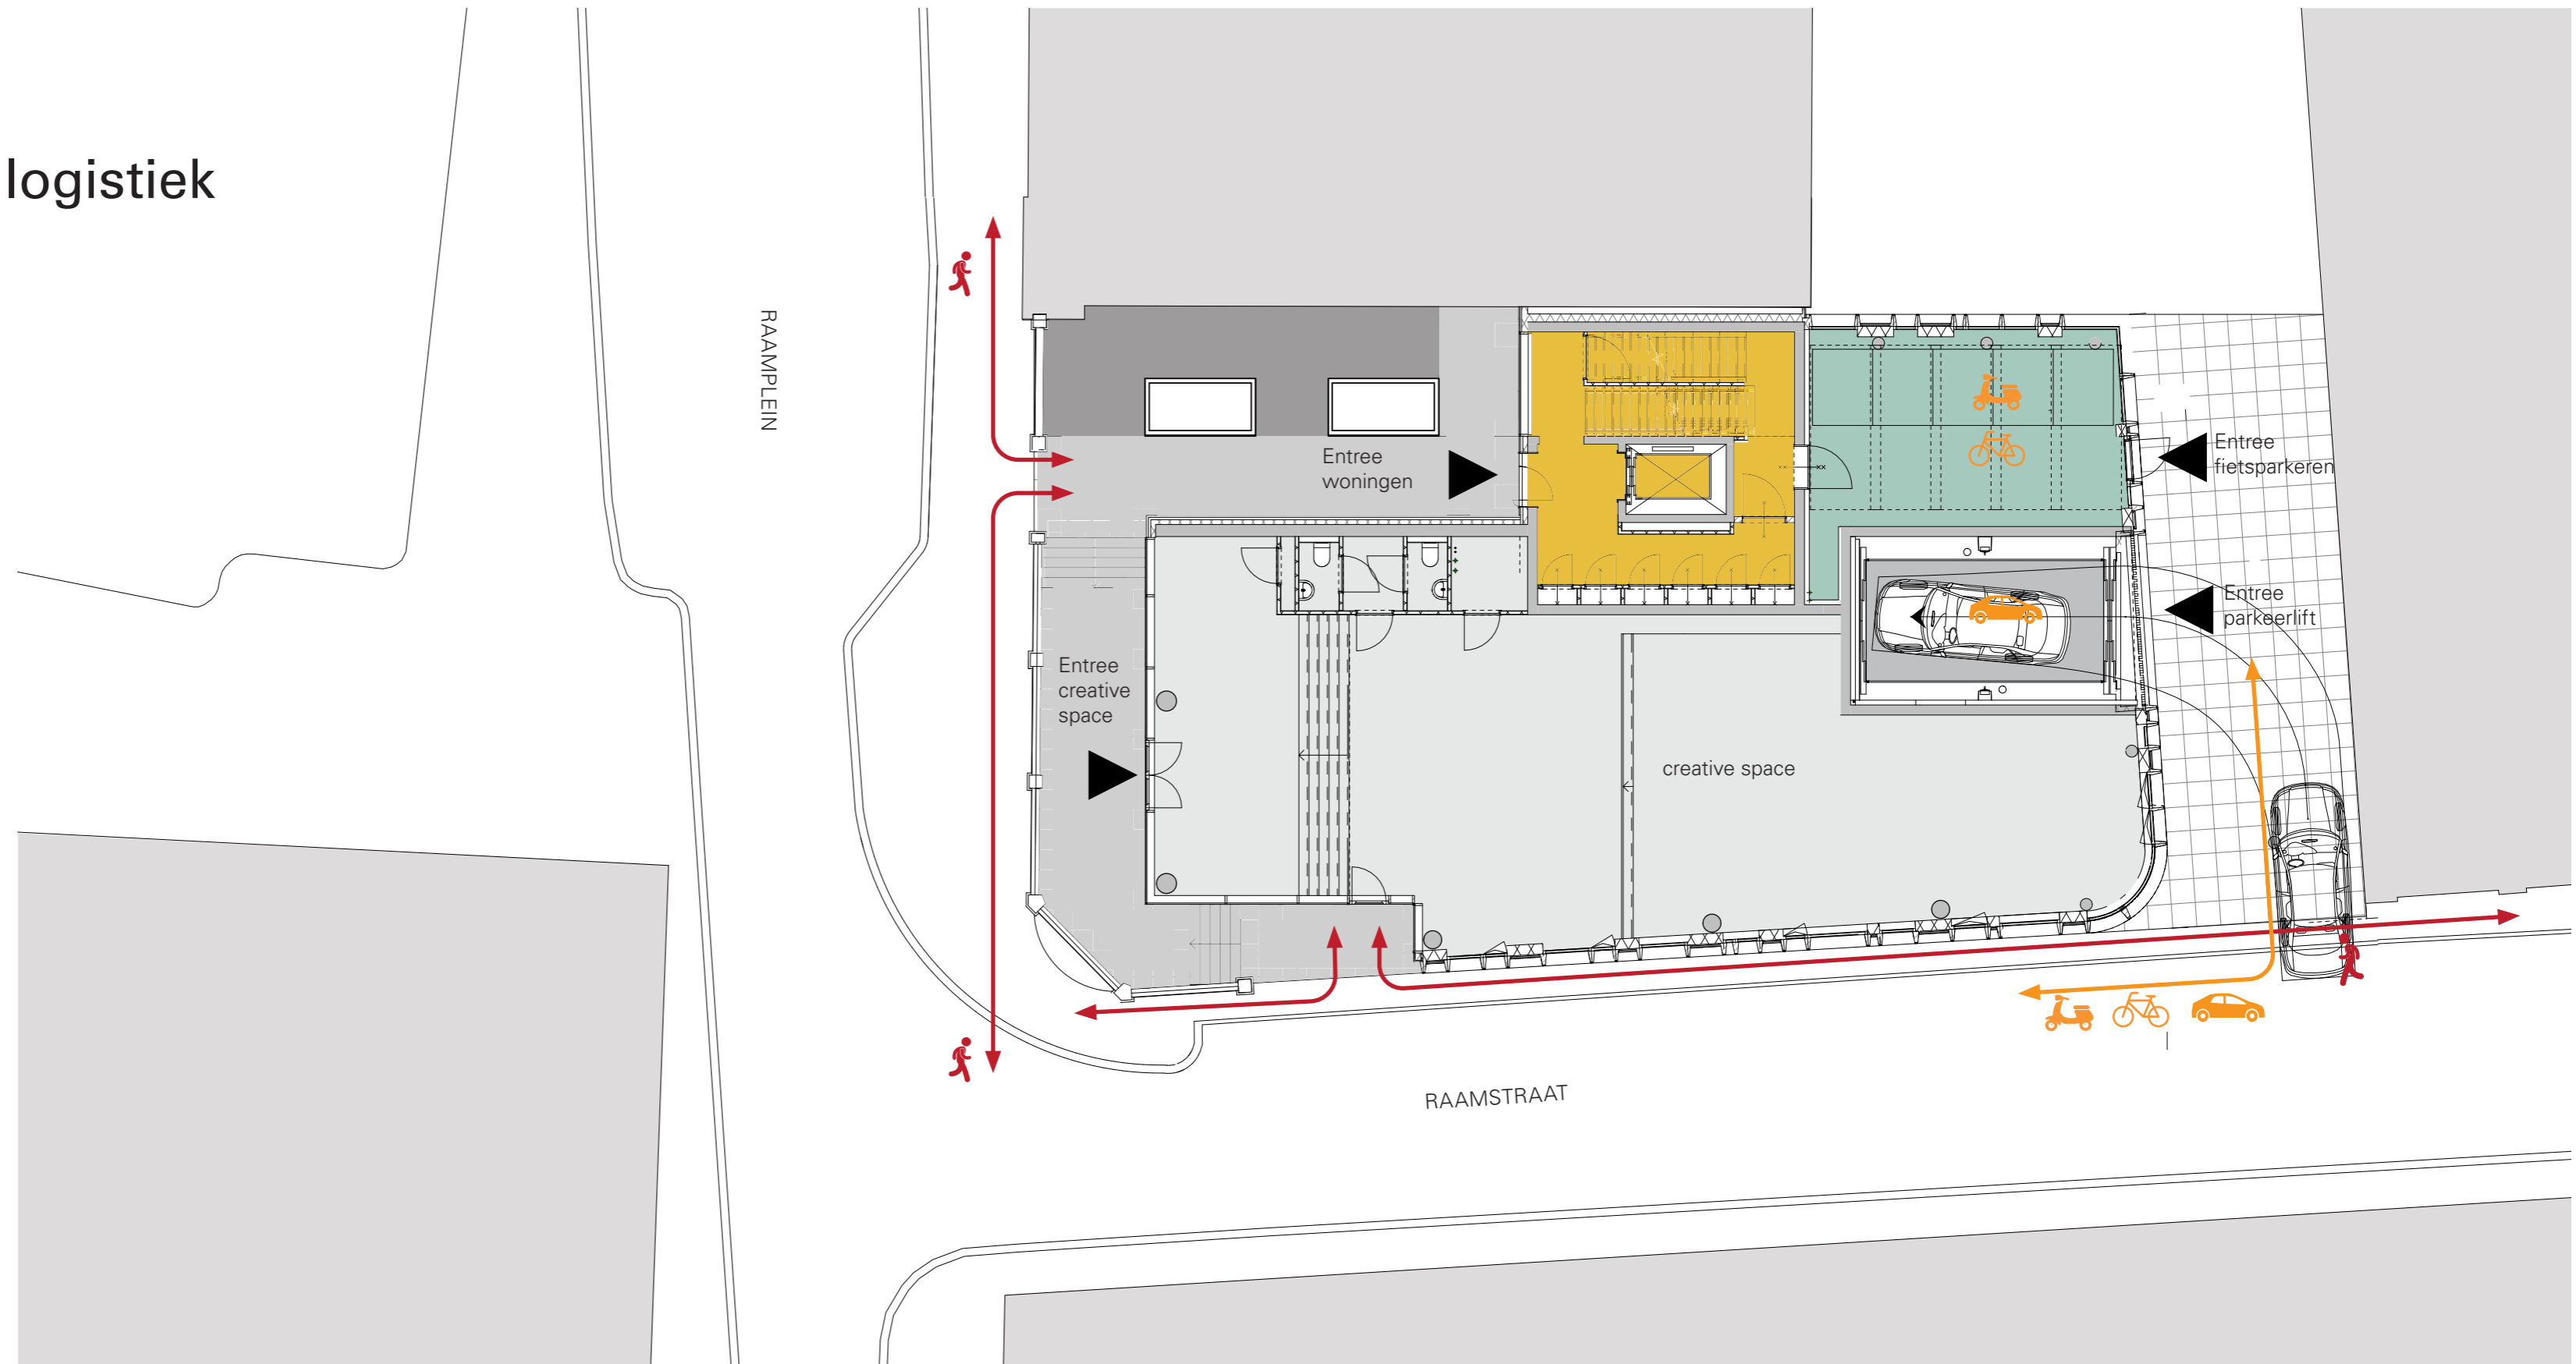 logistiek
RAAMPLEIN
Entree
woningen
Entree
fietsparkeren
Entree
parkeerlift
Entree
creative
space
creative space
RAAMSTRAAT